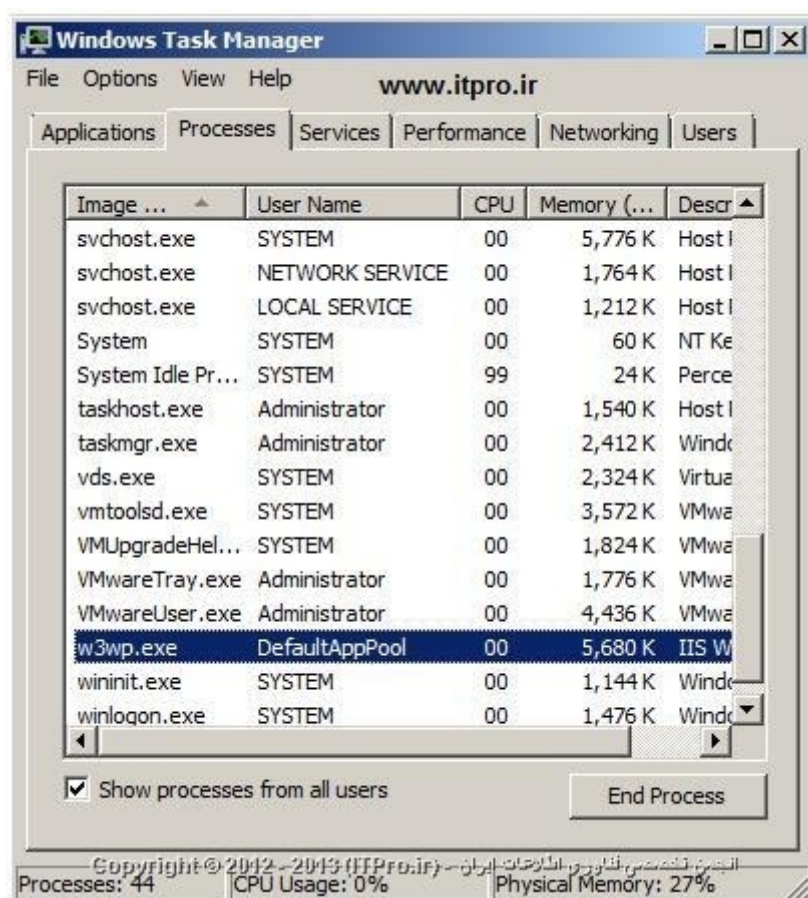 Windows Task Manager
File Options View Help www.itpro.ir
Applications Processes Services Performance Networking Users
Image ... User Name CPU Memory (... Descr
svchost.exe SYSTEM 00 5,776 K Host
svchost.exe NETWORK SERVICE 00 1,764 K Host
svchost.exe LOCAL SERVICE 00 1,212 K Host
System SYSTEM 00 60 K NT Ke
System Idle Pr... SYSTEM 99 24 K Perce
taskhost.exe Administrator 00 1,540 K Host
taskmgr.exe Administrator 00 2,412 K Windo
vds.exe SYSTEM 00 2,324 K Virtua
vmtoolsd.exe SYSTEM 00 3,572 K VMwa
VMUpgradeHel... SYSTEM 00 1,824 K VMwa
VMwareTray.exe Administrator 00 1,776 K VMwa
VMwareUser.exe Administrator 00 4,436 K VMwa
w3wp.exe DefaultAppPool 00 5,680 K IIS W
wininit.exe SYSTEM 00 1,144 K Windo
winlogon.exe SYSTEM 00 1,476 K Windo
Show processes from all users End Process
Copyright © 2012 - 2013 (ITPro.ir) - انجمن تخصصی فناوری اطلاعات ایران
Processes: 44 CPU Usage: 0% Physical Memory: 27%